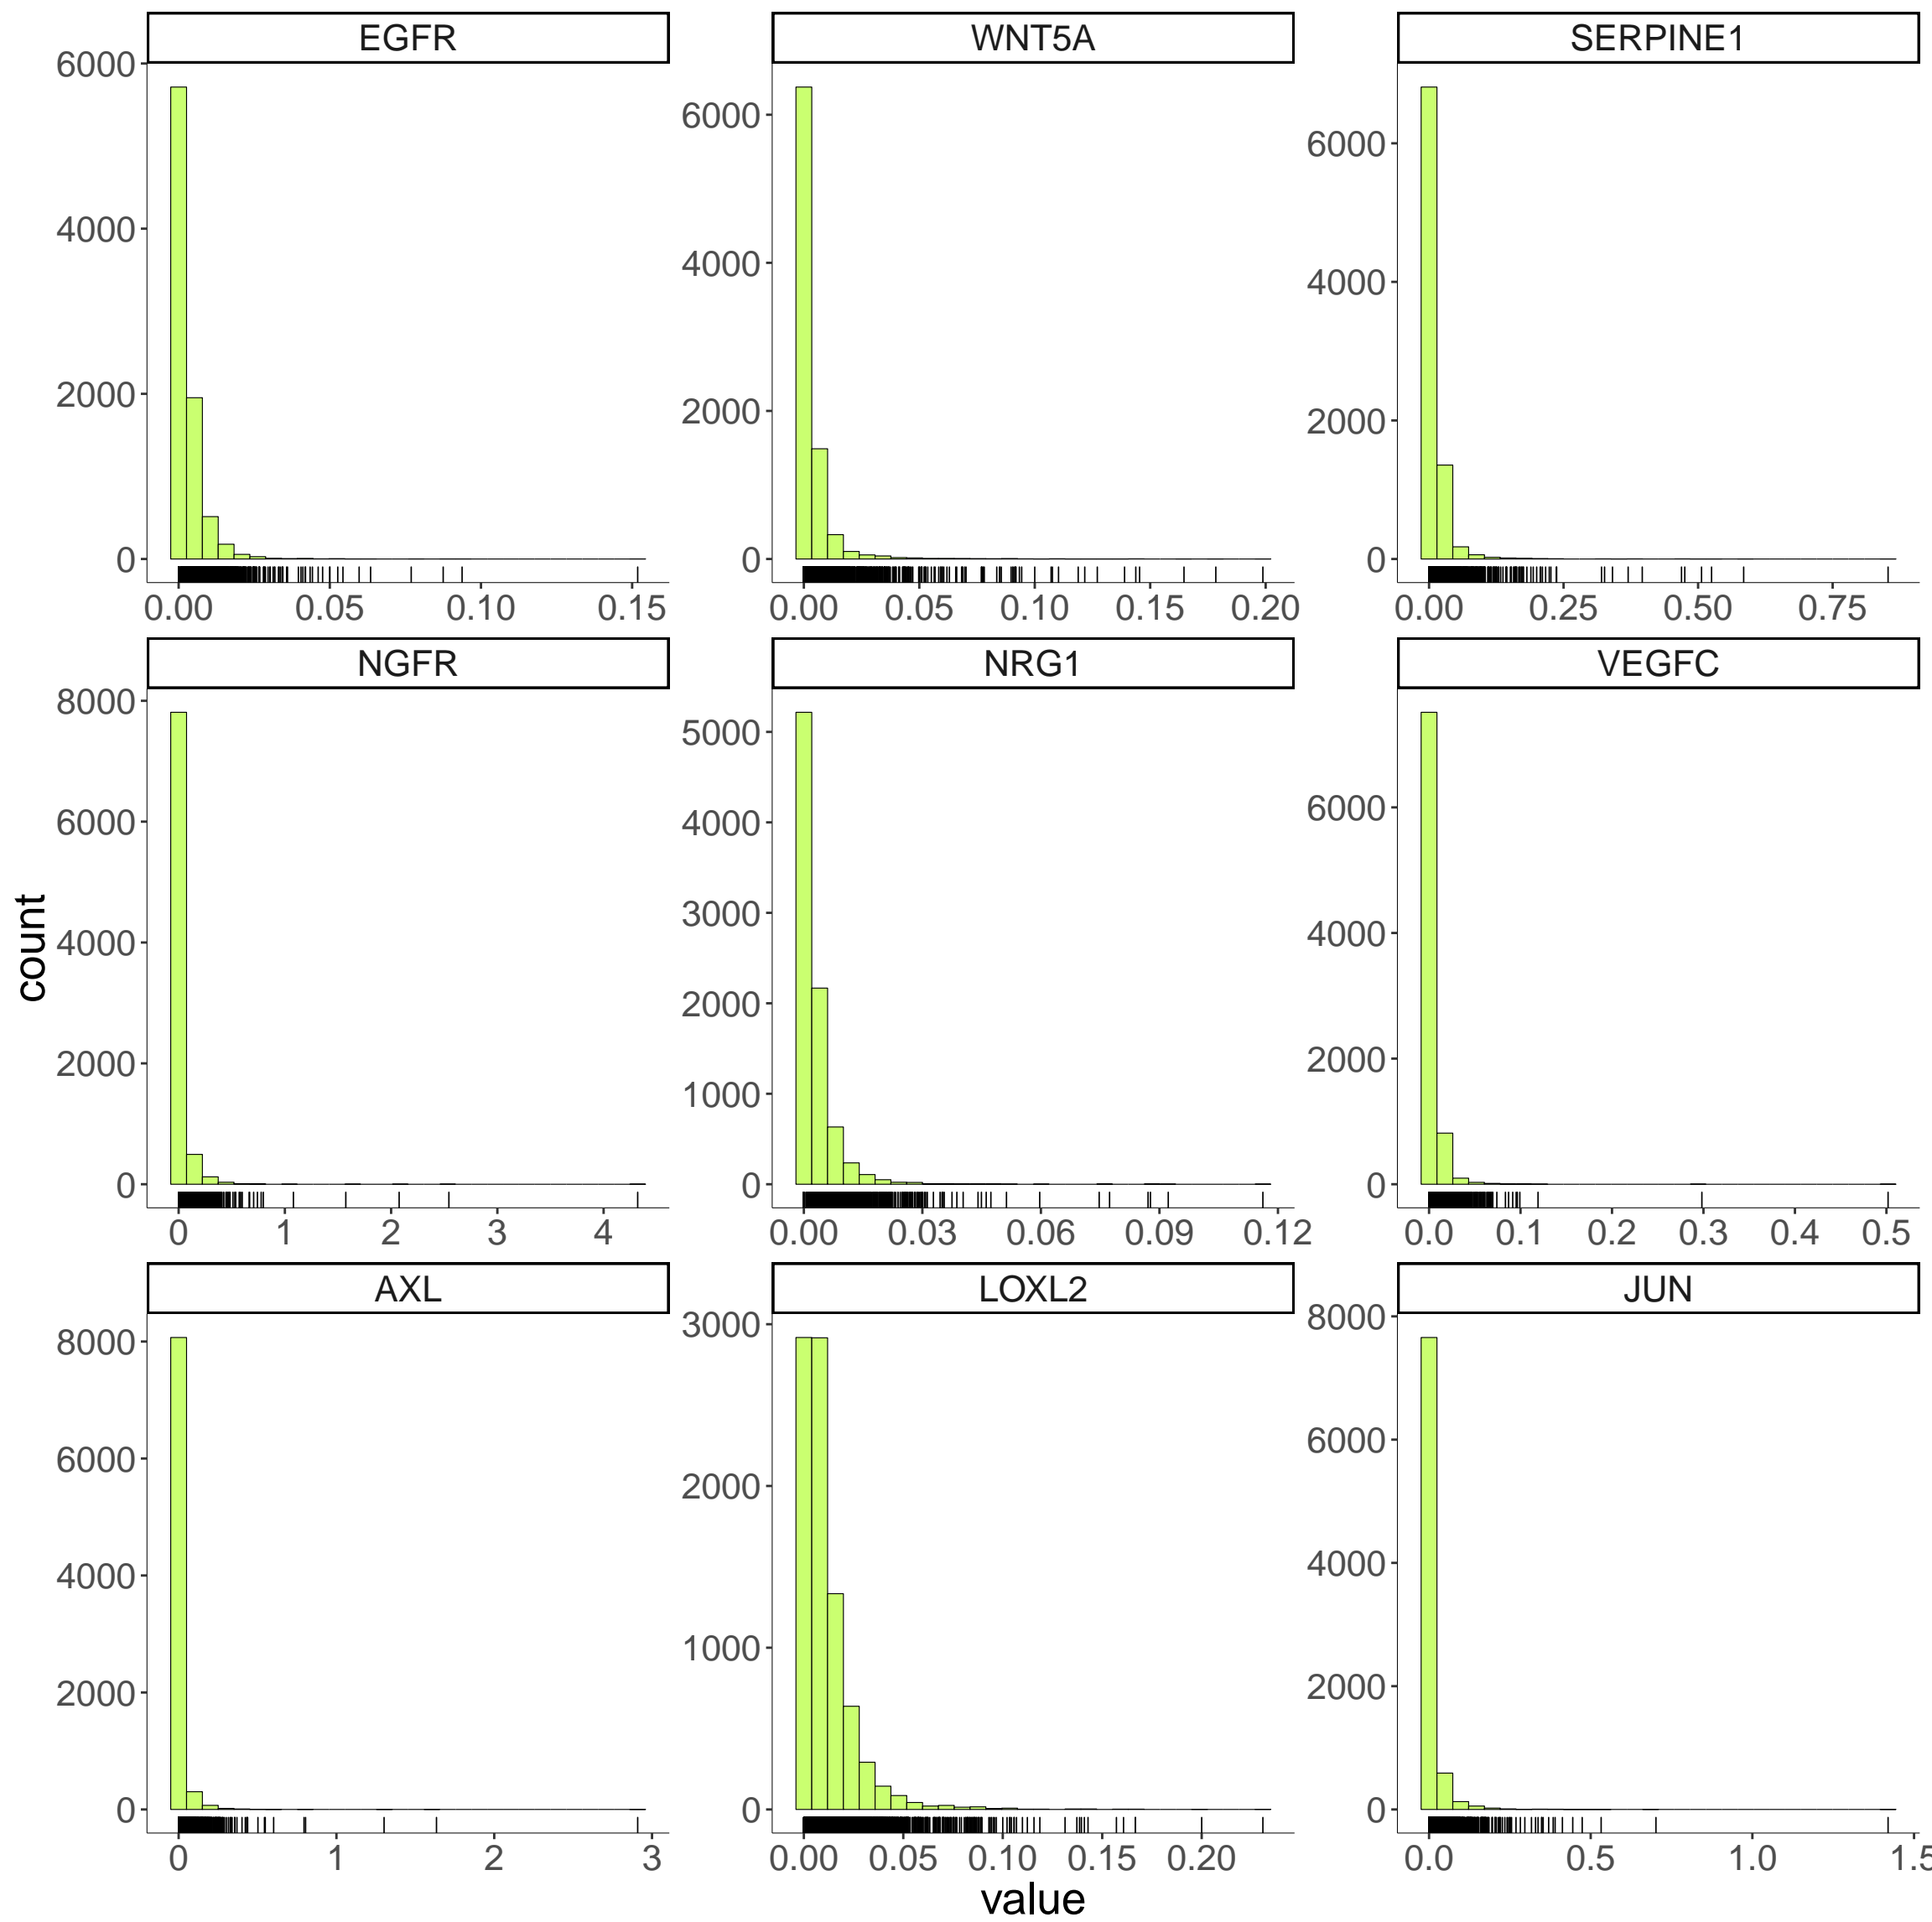 EGFR
WNT5A
SERPINE1
6000
4000
2000
0
6000
4000
2000
0
6000
4000
2000
0
0.00 0.05 0.10 0.15
0.00 0.05 0.10 0.15 0.20
0.00 0.25 0.50 0.75
NGFR
NRG1
VEGFC
8000
6000
4000
2000
0
5000
4000
3000
2000
1000
0
6000
4000
2000
0
0 1 2 3 4
0.00 0.03 0.06 0.09 0.12
0.0 0.1 0.2 0.3 0.4 0.5
AXL
LOXL2
JUN
8000
6000
4000
2000
0
3000
2000
1000
0
8000
6000
4000
2000
0
0 1 2 3
0.00 0.05 0.10 0.15 0.20
0.0 0.5 1.0 1.5
count
value